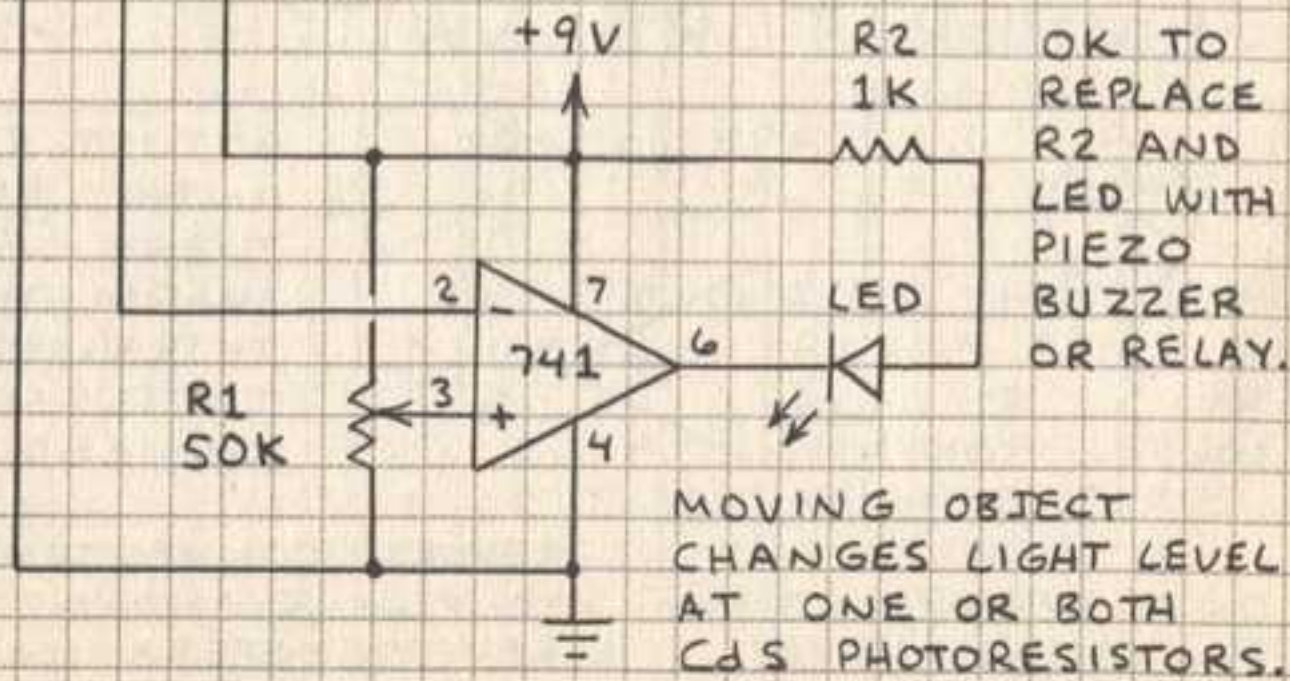 +9V
R2
1K
OK TO
REPLACE
R2 AND
LED WITH
PIEZO
BUZZER
OR RELAY.
2
-
7
LED
741
6
R1
50K
3
+
4
MOVING OBJECT
CHANGES LIGHT LEVEL
AT ONE OR BOTH
CdS PHOTORESISTORS.